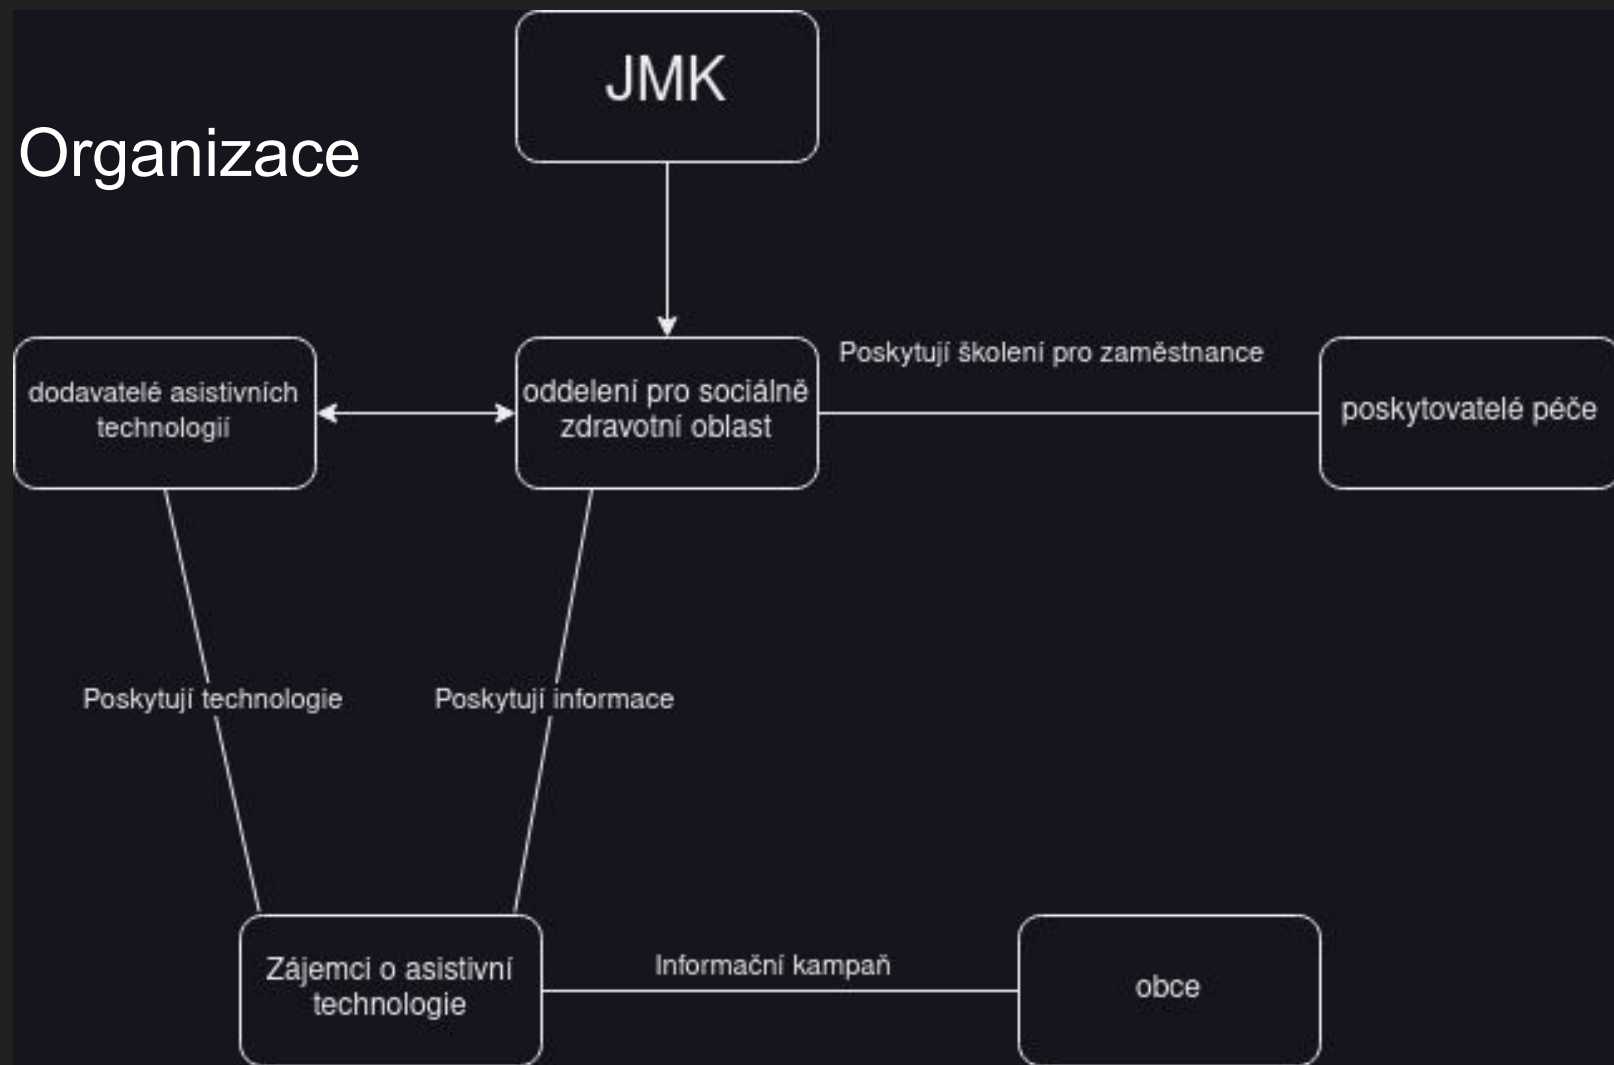 JMK
Organizace
dodavatelé asistivních
technologií
oddelení pro sociálně
zdravotní oblast
Poskytují školení pro zaměstnance
poskytovatelé péče
Poskytují technologie
Poskytují informace
Zájemci o asistivní
technologie
Informační kampaň
obce